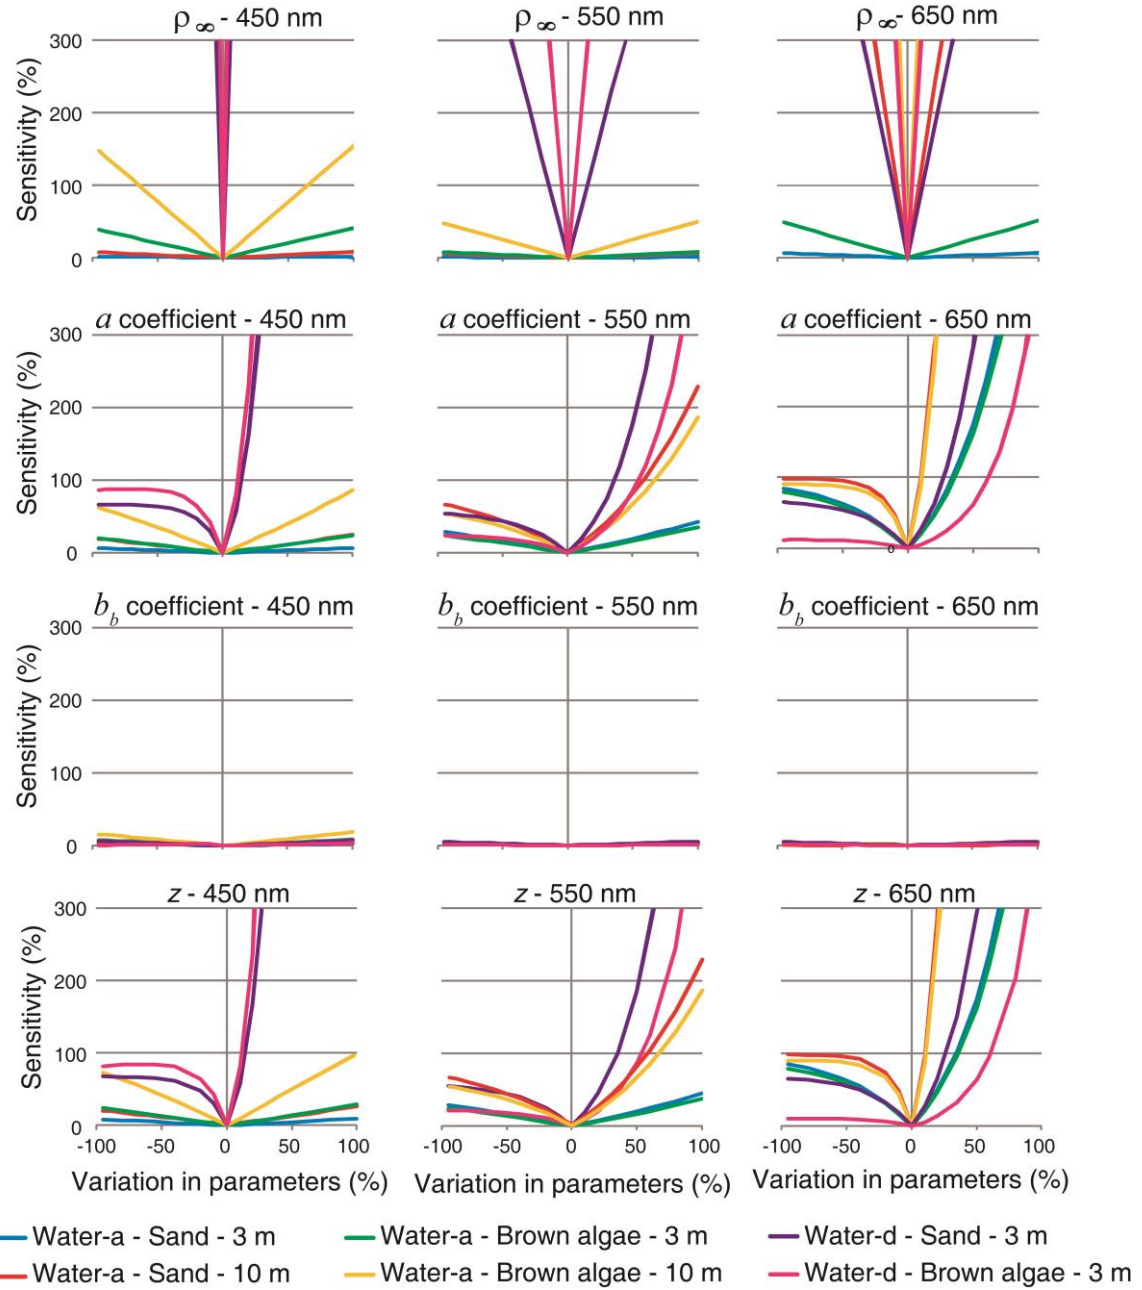 ρ∞ - 450 nm ρ∞ - 550 nm ρ∞ - 650 nm
300
200
100
0
Sensitivity (%)
a coefficient - 450 nm a coefficient - 550 nm a coefficient - 650 nm
300
200
100
0
0
Sensitivity (%)
b_b coefficient - 450 nm b_b coefficient - 550 nm b_b coefficient - 650 nm
300
200
100
0
Sensitivity (%)
z - 450 nm z - 550 nm z - 650 nm
300
200
100
0
Sensitivity (%)
-100 -50 0 50 100 -100 -50 0 50 100 -100 -50 0 50 100
Variation in parameters (%) Variation in parameters (%) Variation in parameters (%)
Water-a - Sand - 3 m Water-a - Brown algae - 3 m Water-d - Sand - 3 m
Water-a - Sand - 10 m Water-a - Brown algae - 10 m Water-d - Brown algae - 3 m